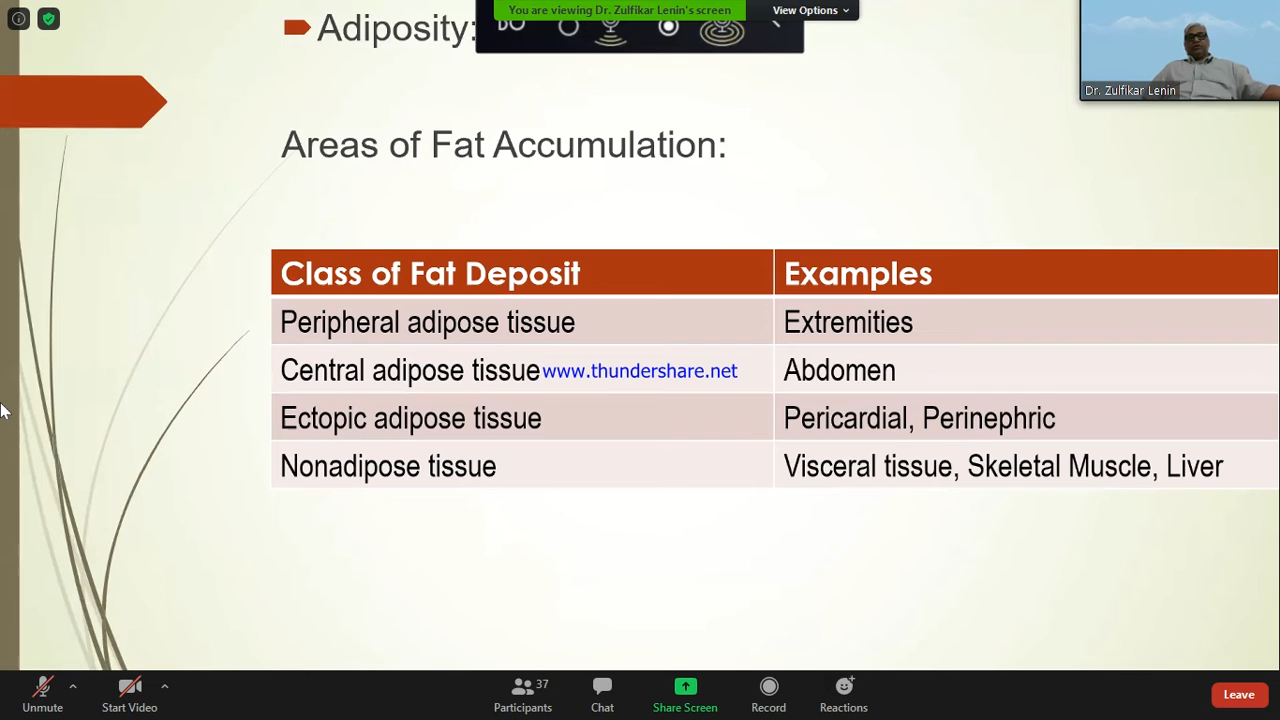 You are viewing Dr. Zulfikar Lenin's screen View Options
Adiposity:
Dr. Zulfikar Lenin
Areas of Fat Accumulation:
Class of Fat Deposit Examples
Peripheral adipose tissue Extremities
Central adipose tissue www.thundershare.net Abdomen
Ectopic adipose tissue Pericardial, Perinephric
Nonadipose tissue Visceral tissue, Skeletal Muscle, Liver
37
Unmute Start Video Participants Chat Share Screen Record Reactions Leave